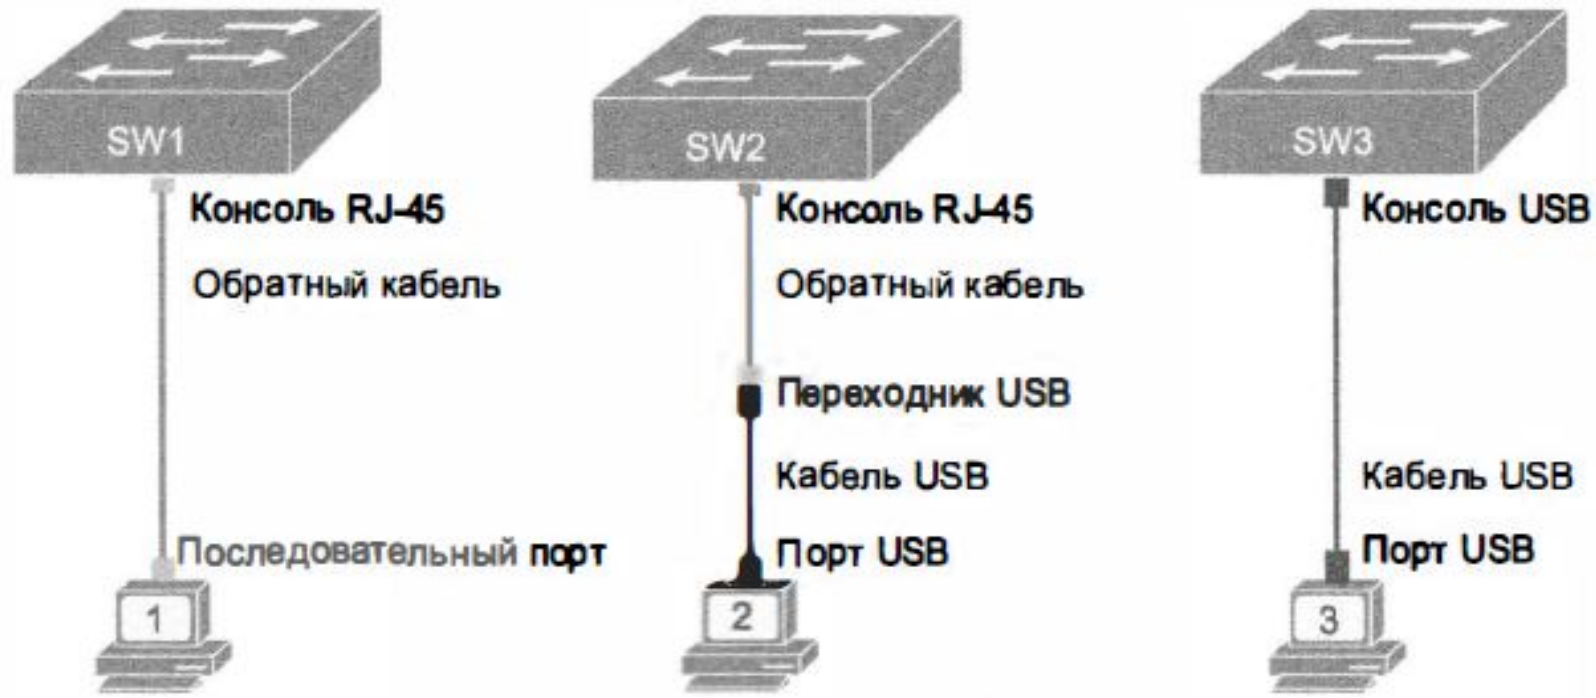 SW1
Консоль RJ-45
Обратный кабель
Последовательный порт
1
SW2
Консоль RJ-45
Обратный кабель
Переходник USB
Кабель USB
Порт USB
2
SW3
Консоль USB
Кабель USB
Порт USB
3